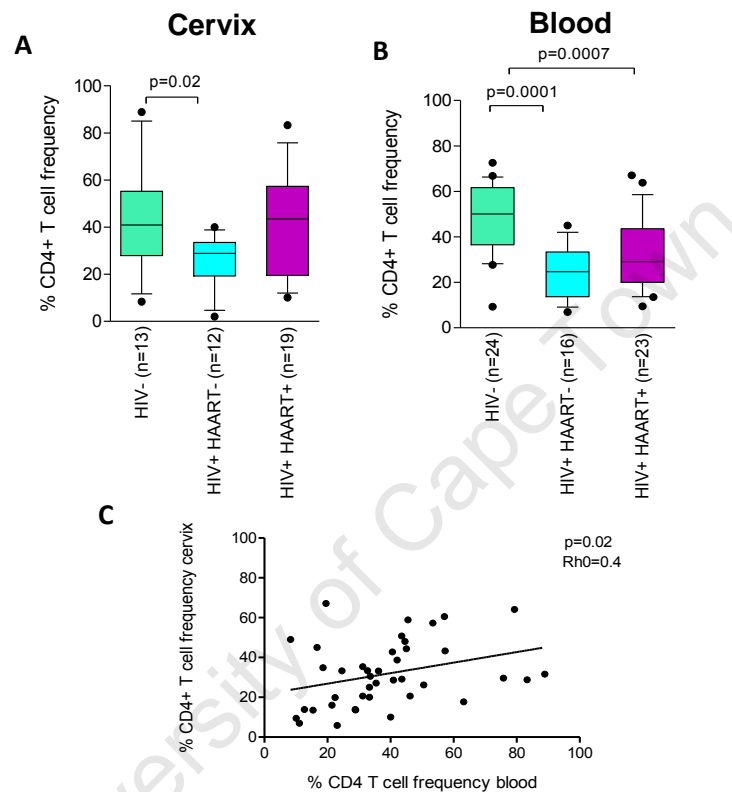 Cervix
Blood
A
B
p=0.02
p=0.0007
p=0.0001
% CD4+ T cell frequency
100
80
60
40
20
0
HIV- (n=13)
HIV+ HAART- (n=12)
HIV+ HAART+ (n=19)
% CD4+ T cell frequency
100
80
60
40
20
0
HIV- (n=24)
HIV+ HAART- (n=16)
HIV+ HAART+ (n=23)
C
% CD4+ T cell frequency cervix
100
80
60
40
20
0
0 20 40 60 80 100
% CD4 T cell frequency blood
p=0.02
Rh0=0.4
versity of Cape Town